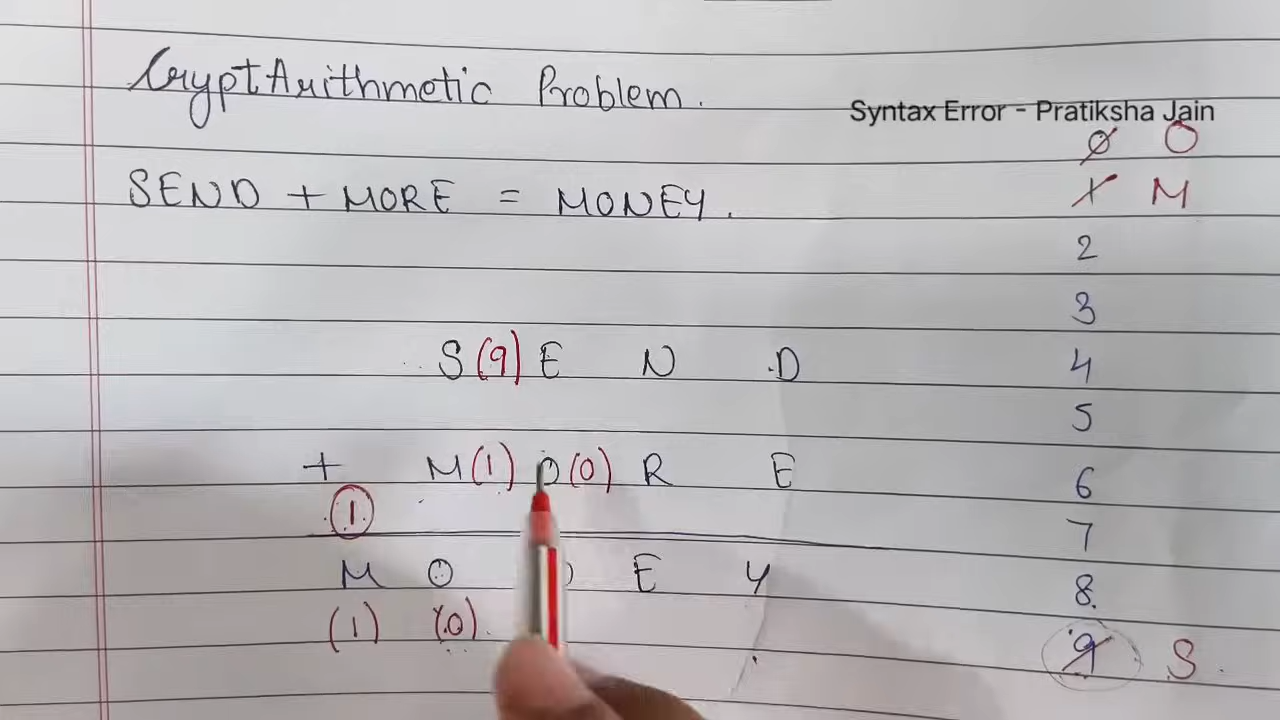 CryptArithmetic Problem.
Syntax Error - Pratiksha Jain
0 O
1 M
SEND + MORE = MONEY.
2
3
S(9) E N D
4
5
+ M(1) O(0) R E
6
1
7
M O E Y
8.
(1) (0)
9 S